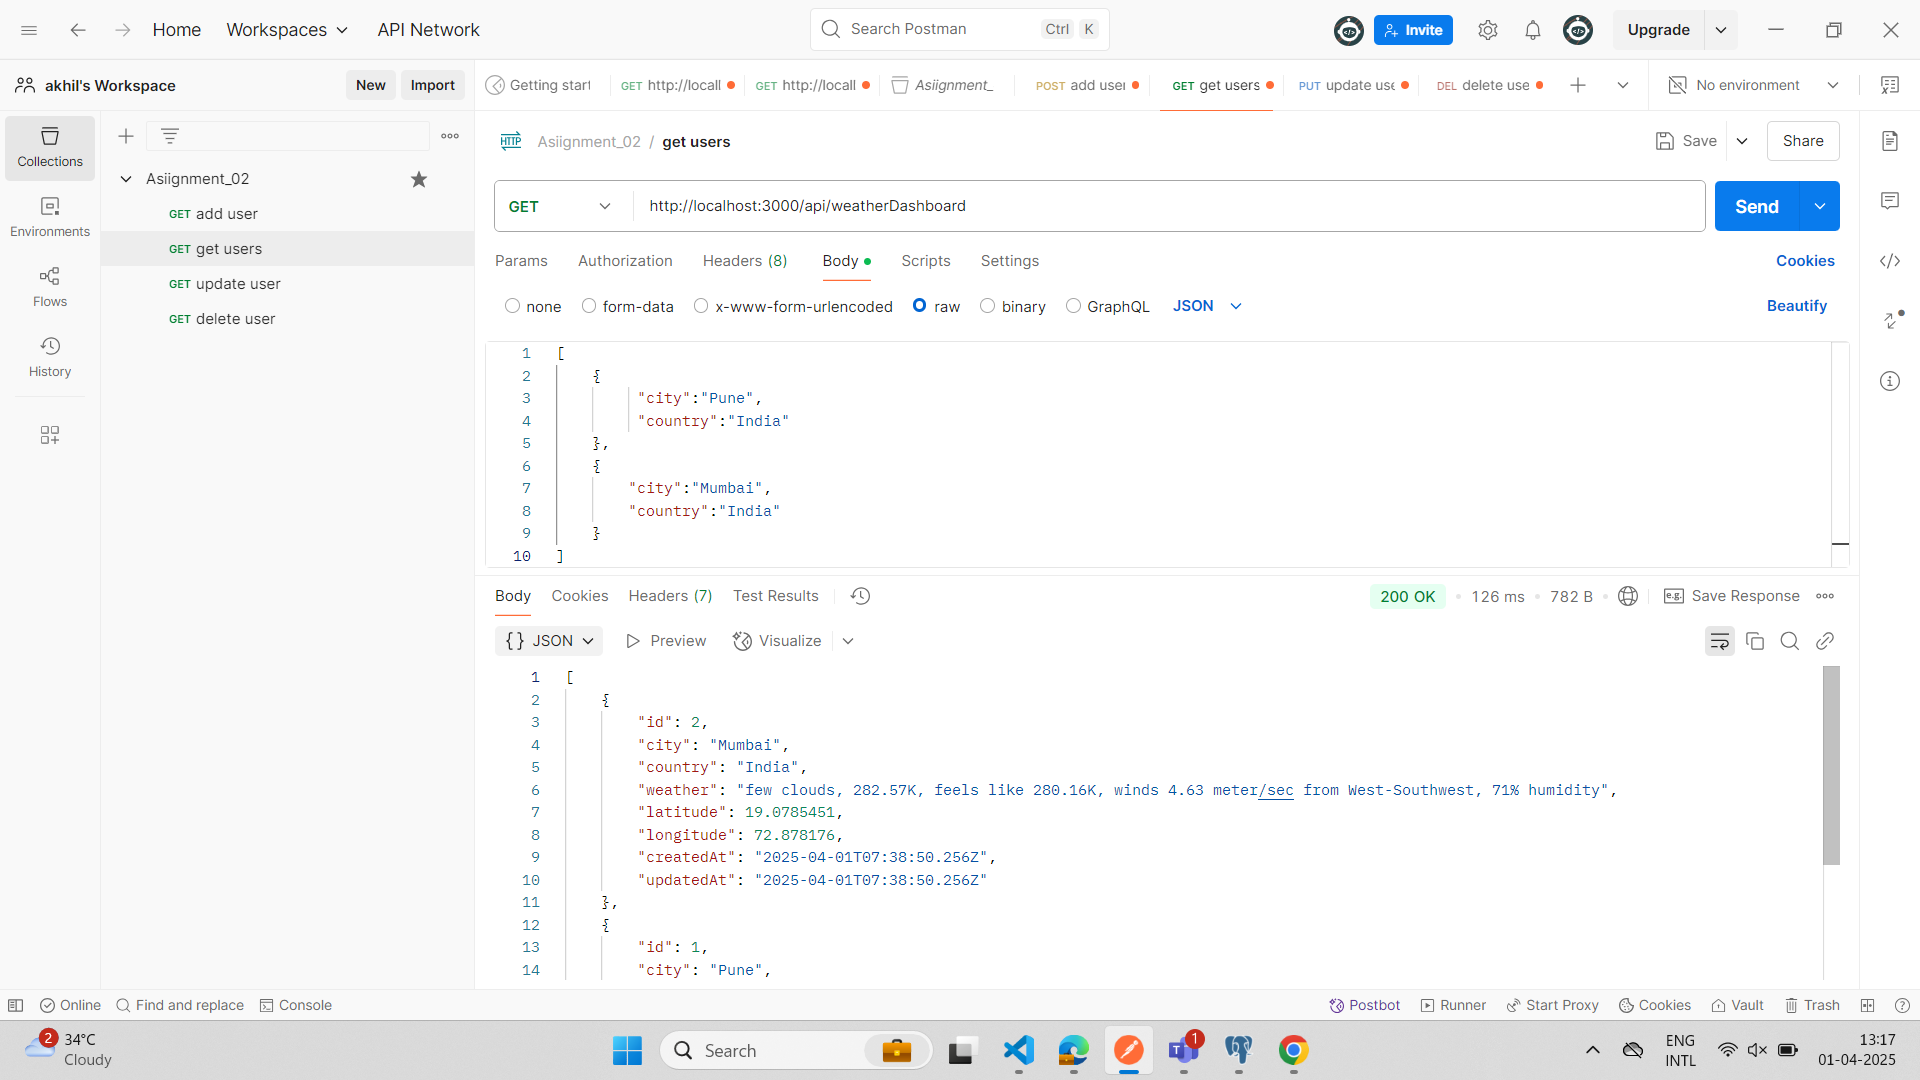 Home
Workspaces
API Network
Search Postman
Ctrl
K
Invite
Upgrade
akhil's Workspace
New
Import
Getting start
GET http://locall
GET http://locall
Asiignment_
POST add user
GET get users
PUT update use
DEL delete use
No environment
Collections
Environments
Flows
History
Asiignment_02
GET add user
GET get users
GET update user
GET delete user
HTTP
Asiignment_02 / get users
Save
Share
GET
http://localhost:3000/api/weatherDashboard
Send
Params
Authorization
Headers (8)
Body
Scripts
Settings
Cookies
none
form-data
x-www-form-urlencoded
raw
binary
GraphQL
JSON
Beautify
1 [
2 {
3 "city":"Pune",
4 "country":"India"
5 },
6 {
7 "city":"Mumbai",
8 "country":"India"
9 }
10 ]
Body
Cookies
Headers (7)
Test Results
200 OK
126 ms
782 B
e.g.
Save Response
{} JSON
Preview
Visualize
1 [
2 {
3 "id": 2,
4 "city": "Mumbai",
5 "country": "India",
6 "weather": "few clouds, 282.57K, feels like 280.16K, winds 4.63 meter/sec from West-Southwest, 71% humidity",
7 "latitude": 19.0785451,
8 "longitude": 72.878176,
9 "createdAt": "2025-04-01T07:38:50.256Z",
10 "updatedAt": "2025-04-01T07:38:50.256Z"
11 },
12 {
13 "id": 1,
14 "city": "Pune",
Online
Find and replace
Console
Postbot
Runner
Start Proxy
Cookies
Vault
Trash
2
34°C
Cloudy
Search
1
ENG
INTL
13:17
01-04-2025